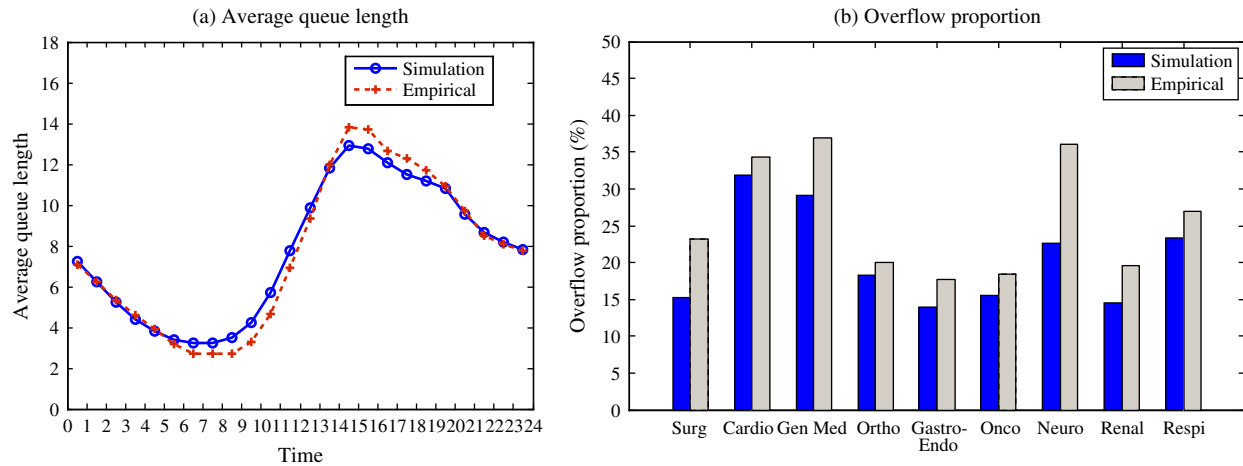 (a) Average queue length
18
16
14
12
10
8
6
4
2
0
Average queue length
Simulation
Empirical
0 1 2 3 4 5 6 7 8 9 10 11 12 13 14 15 16 17 18 19 20 21 22 23 24
Time
(b) Overflow proportion
50
45
40
35
30
25
20
15
10
5
0
Overflow proportion (%)
Simulation
Empirical
Surg Cardio Gen Med Ortho Gastro- Onco Neuro Renal Respi
Endo